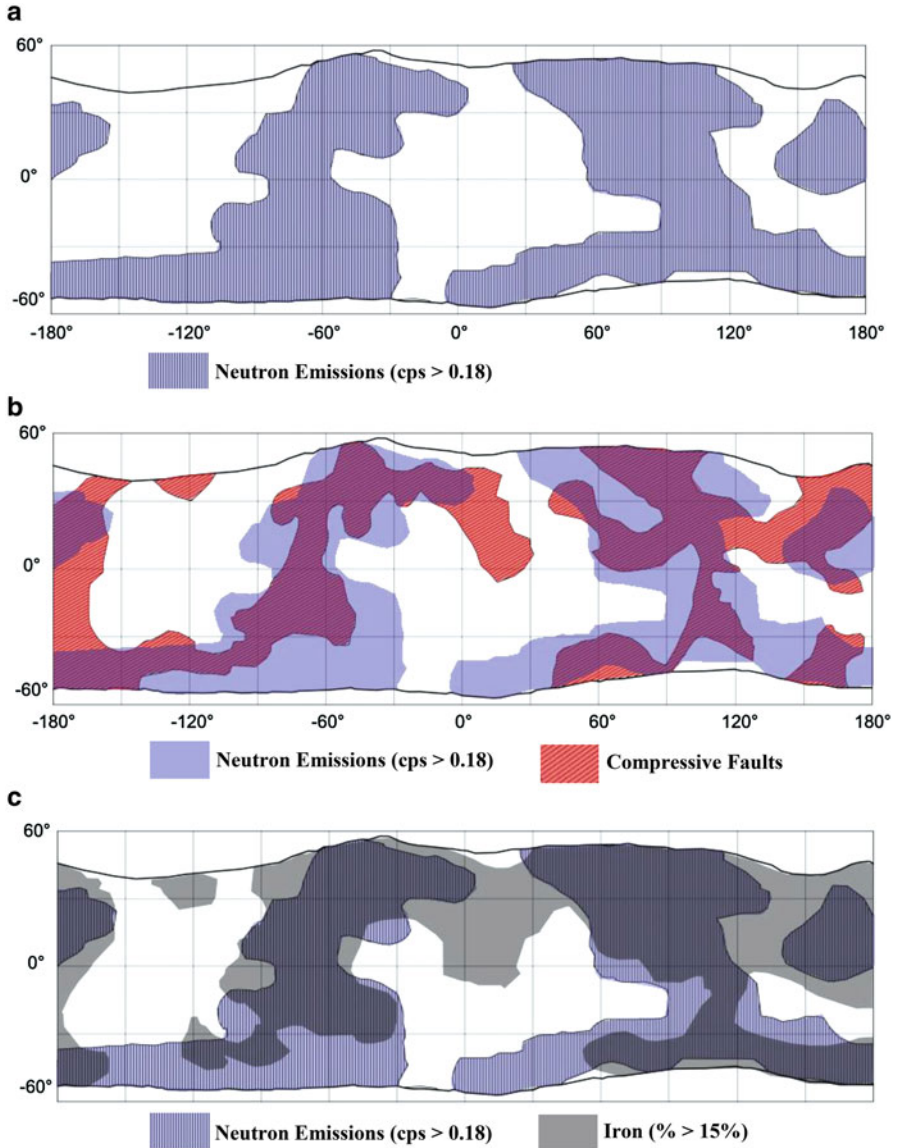 a
60°
0°
-60°
-180° -120° -60° 0° 60° 120° 180°
Neutron Emissions (cps > 0.18)
b
60°
0°
-60°
-180° -120° -60° 0° 60° 120° 180°
Neutron Emissions (cps > 0.18) Compressive Faults
c
60°
0°
-60°
Neutron Emissions (cps > 0.18) Iron (% > 15%)